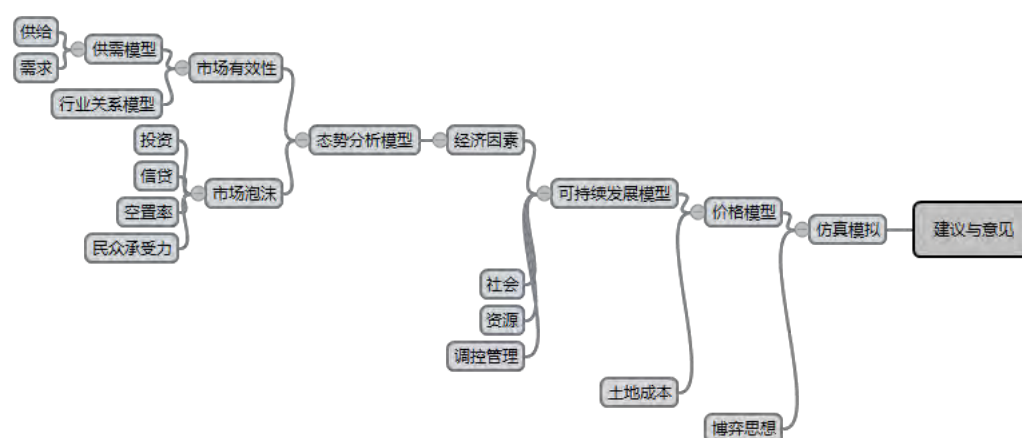 供给
需求
供需模型
行业关系模型
市场有效性
投资
信贷
空置率
民众承受力
市场泡沫
态势分析模型
经济因素
社会
资源
调控管理
可持续发展模型
土地成本
价格模型
博弈思想
仿真模拟
建议与意见